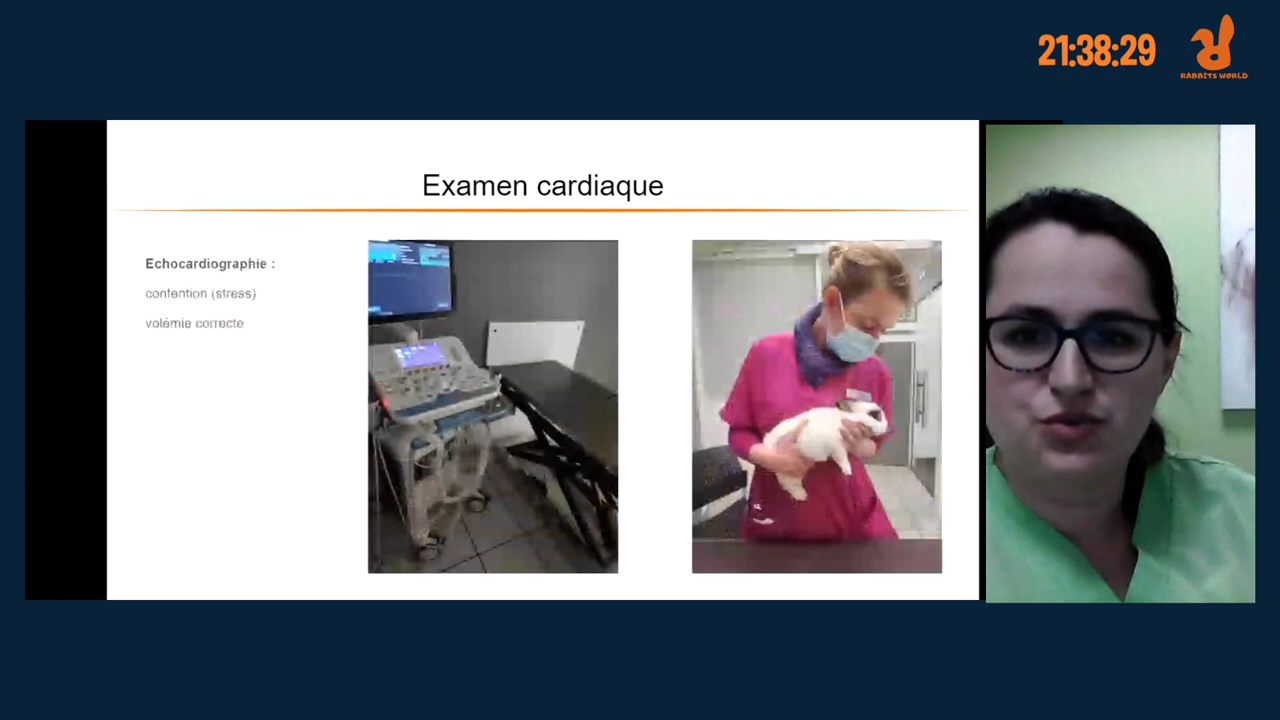 21:38:29
RABBITS WORLD
Examen cardiaque
Echocardiographie :
contention (stress)
volémie correcte